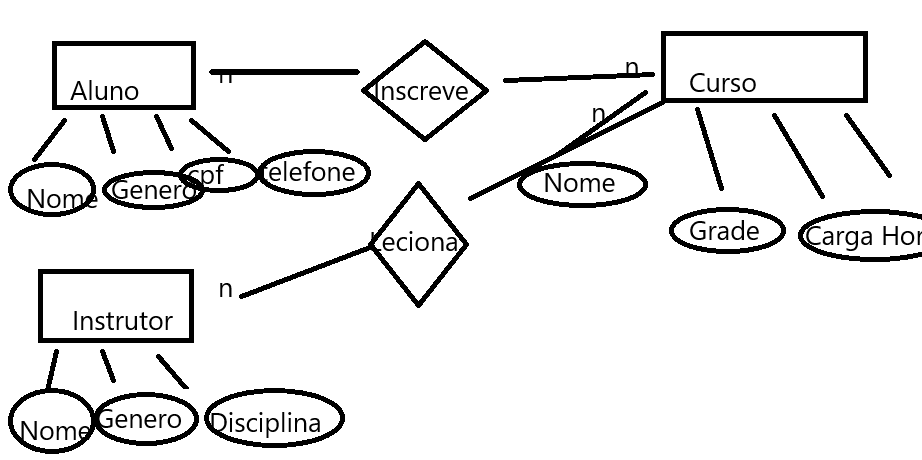 n
n
Aluno
Inscreve
Curso
n
Nome
Genero
cpf
Telefone
Nome
Grade
Carga Hor
Leciona
n
Instrutor
Nome
Genero
Disciplina